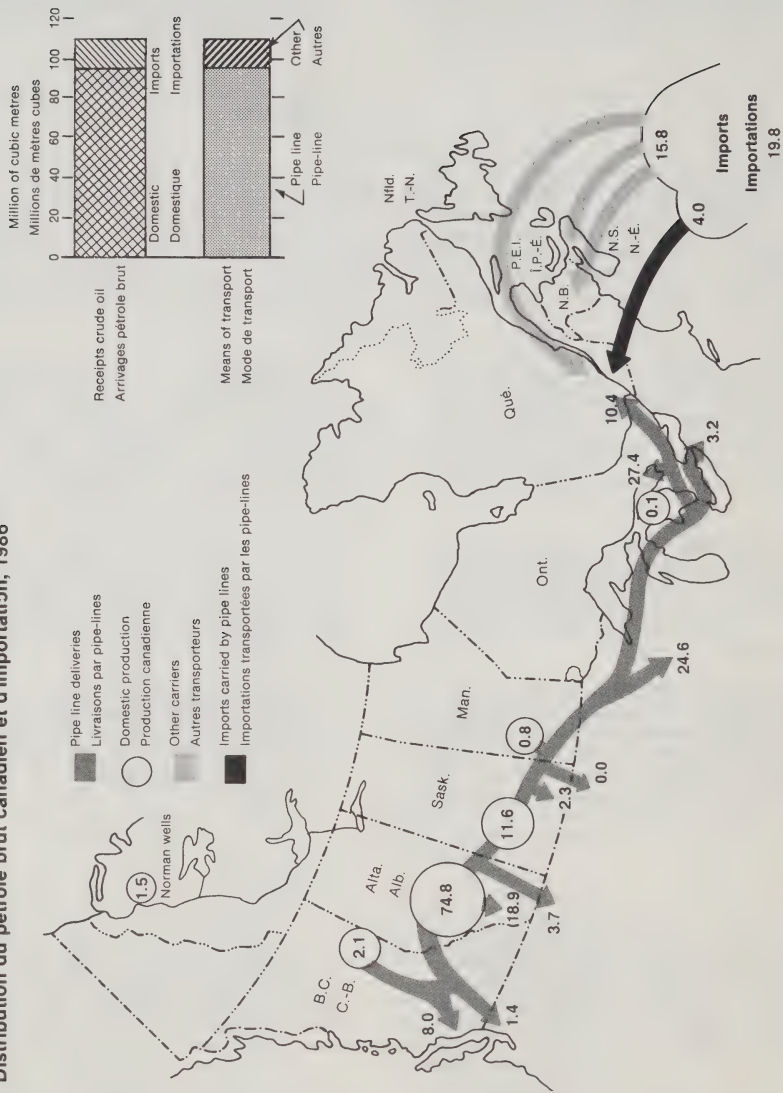 Distribution du pétrole brut canadien et d'importation, 1986
Million of cubic metres
Millions de mètres cubes
0 20 40 60 80 100 120
Receipts crude oil
Arrivages pétrole brut
Domestic
Domestique
Imports
Importations
Means of transport
Mode de transport
Pipe line
Pipe-line
Other
Autres
Pipe line deliveries
Livraisons par pipe-lines
Domestic production
Production canadienne
Other carriers
Autres transporteurs
Imports carried by pipe lines
Importations transportées par les pipe-lines
1.5
Norman wells
B.C.
C.-B.
2.1
8.0
1.4
Alta.
Alb.
74.8
18.9
3.7
Sask.
11.6
2.3
Man.
0.8
0.0
24.6
Ont.
0.1
27.4
3.2
10.4
Qué.
Nfld.
T.-N.
P.E.I.
Î.P.-É.
N.B.
N.S.
N.-É.
15.8
4.0
Imports
Importations
19.8